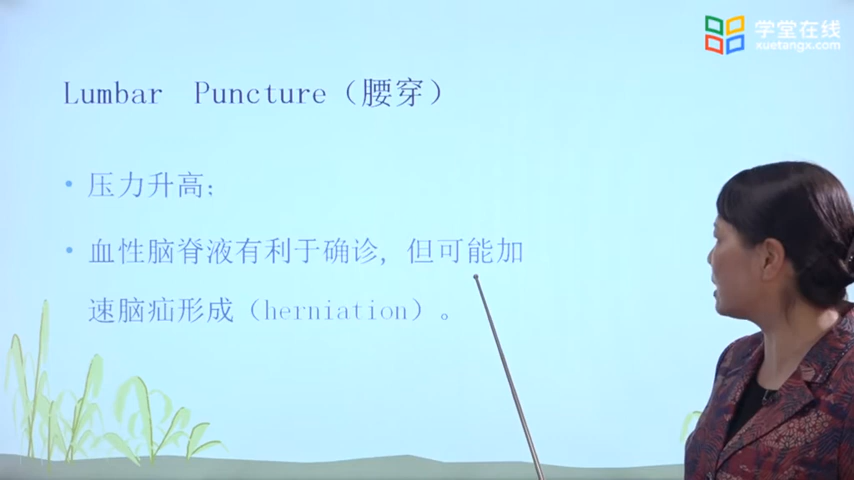 学堂在线
xuetangx.com
Lumbar Puncture（腰穿）
• 压力升高；
• 血性脑脊液有利于确诊，但可能加
速脑疝形成（herniation）。